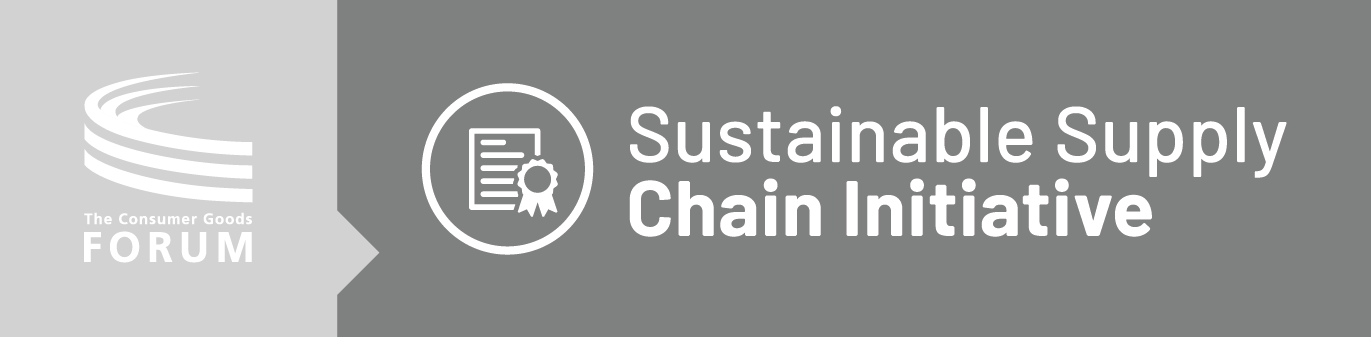 The Consumer Goods
FORUM
Sustainable Supply
Chain Initiative